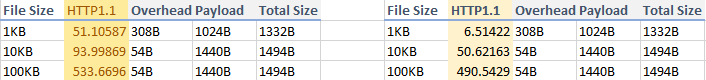 File Size HTTP1.1 Overhead Payload Total Size File Size HTTP1.1 Overhead Payload Total Size
1KB 51.10587 308B 1024B 1332B 1KB 6.51422 308B 1024B 1332B
10KB 93.99869 54B 1440B 1494B 10KB 50.62163 54B 1440B 1494B
100KB 533.6696 54B 1440B 1494B 100KB 490.5429 54B 1440B 1494B